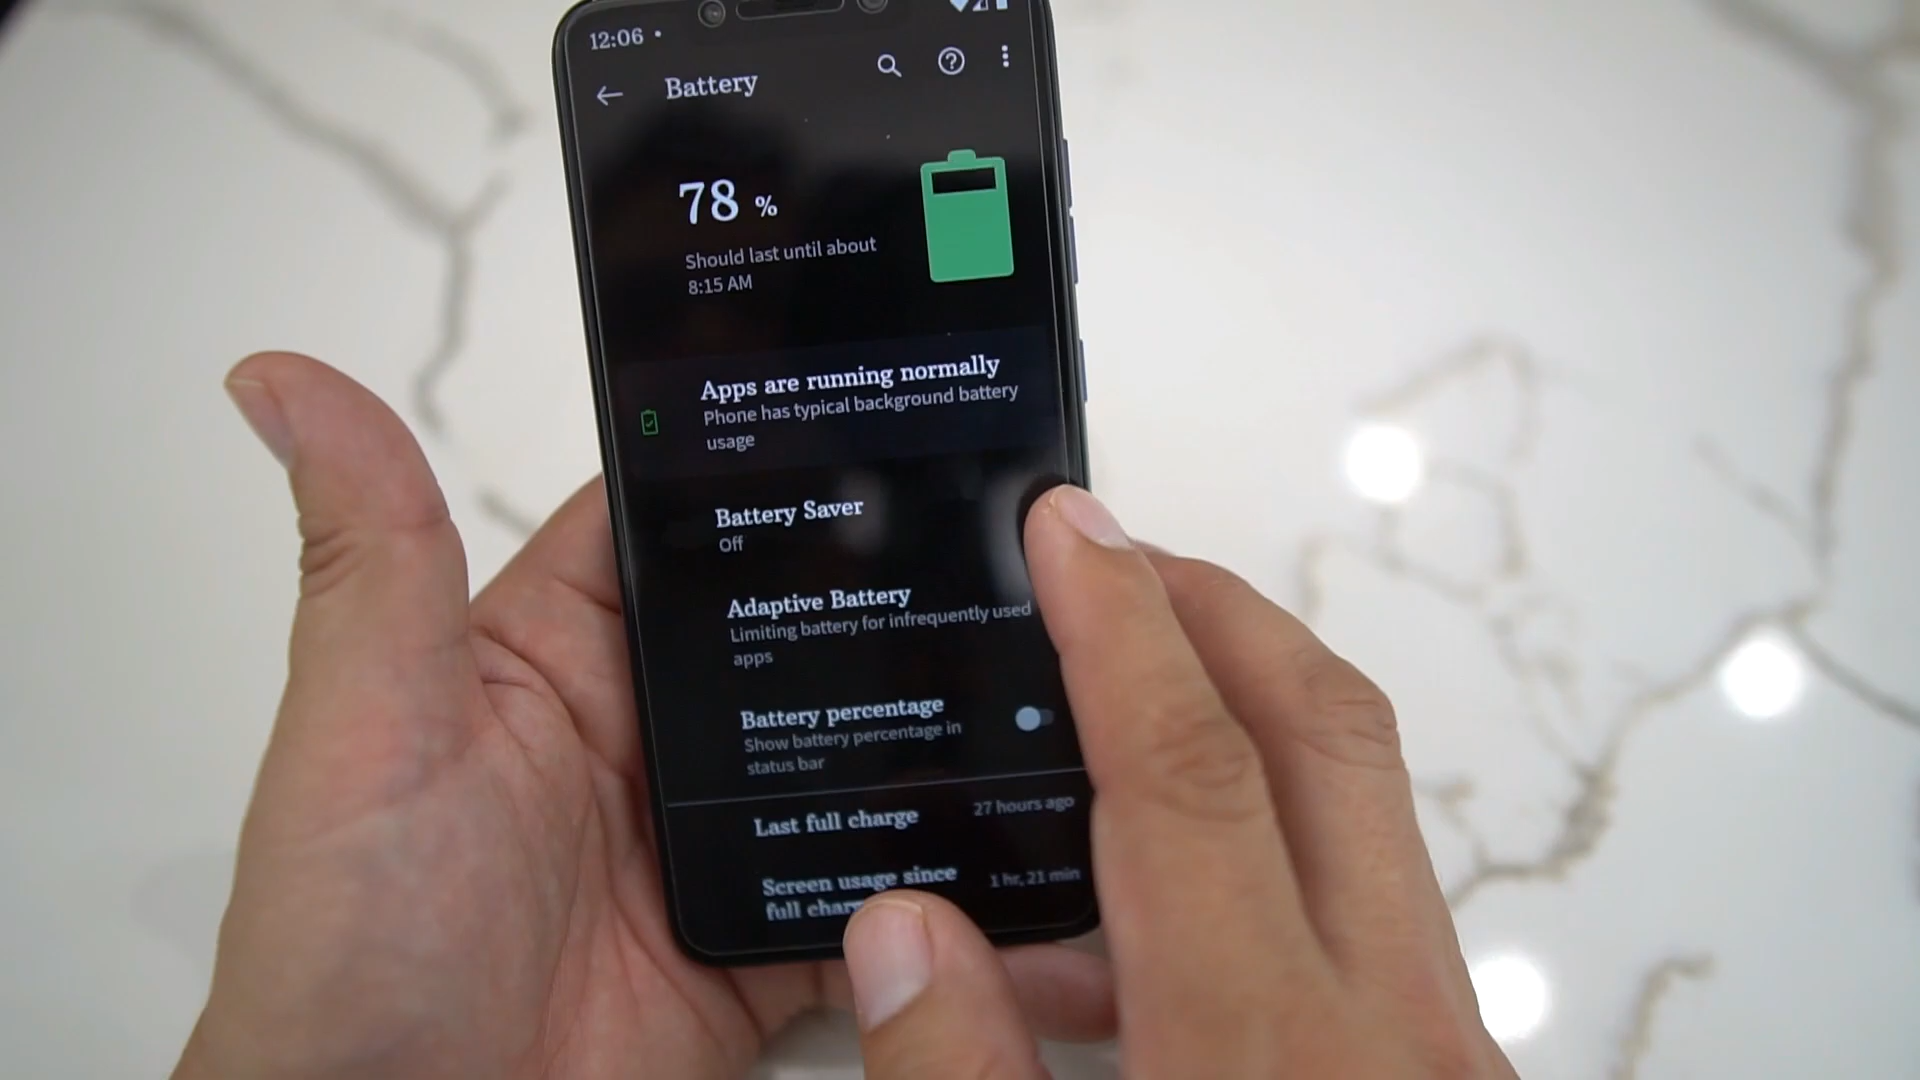 12:06
Battery
78 %
Should last until about
8:15 AM
Apps are running normally
Phone has typical background battery
usage
Battery Saver
Off
Adaptive Battery
Limiting battery for infrequently used
apps
Battery percentage
Show battery percentage in
status bar
Last full charge
27 hours ago
Screen usage since
1 hr, 21 min
full char